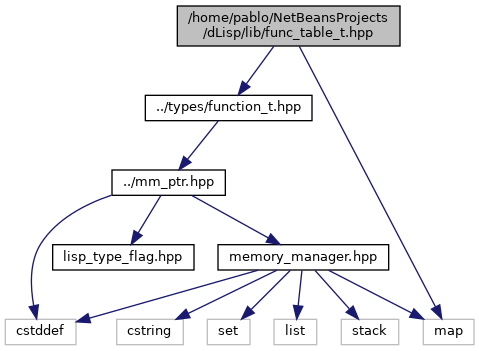 /home/pablo/NetBeansProjects
/dLisp/lib/func_table_t.hpp
../types/function_t.hpp
../mm_ptr.hpp
lisp_type_flag.hpp
memory_manager.hpp
cstddef
cstring
set
list
stack
map